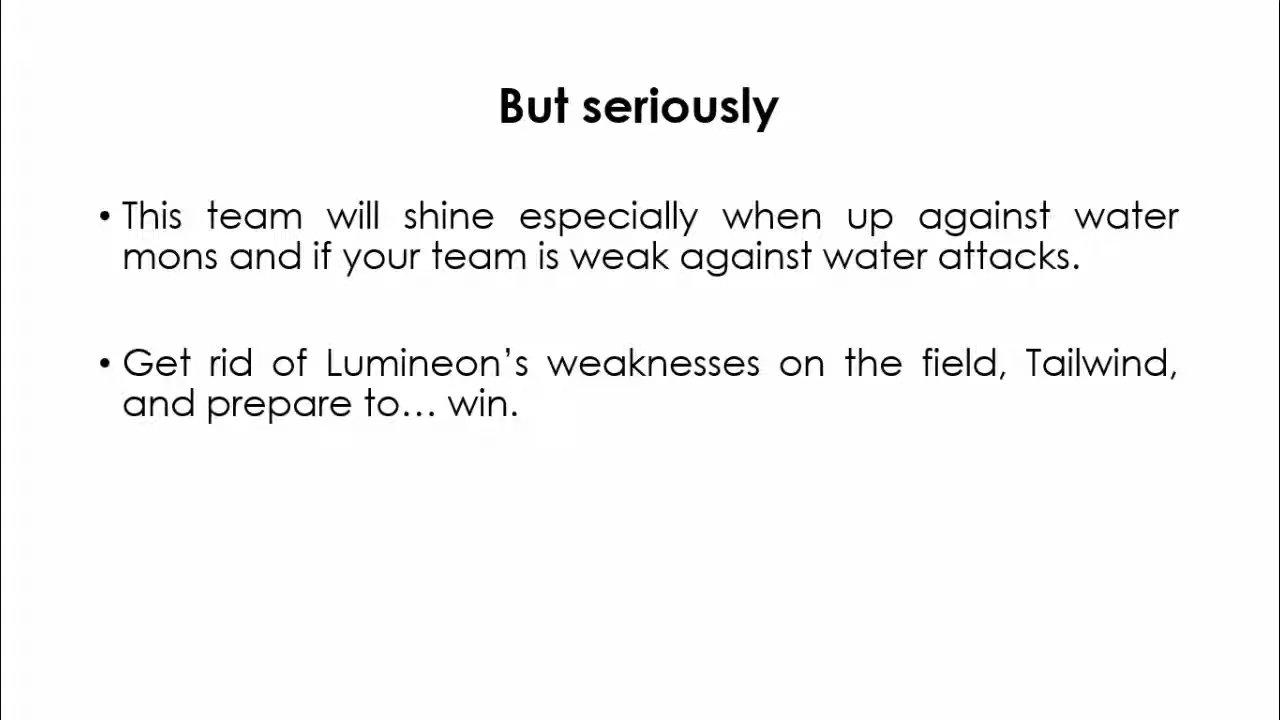 But seriously
• This team will shine especially when up against water
mons and if your team is weak against water attacks.
• Get rid of Lumineon’s weaknesses on the field, Tailwind,
and prepare to… win.